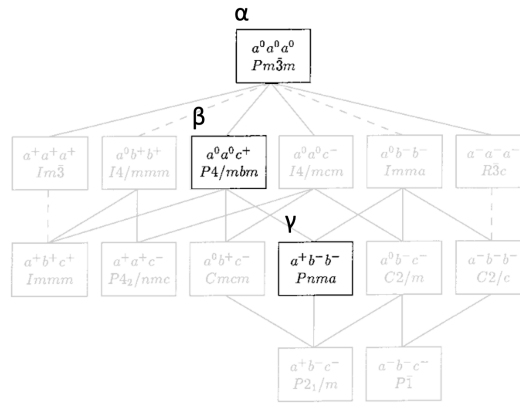 α
a⁰a⁰a⁰
Pm3̄m
β
a⁺a⁺a⁺ a⁰b⁺b⁺ a⁰a⁰c⁺ a⁰a⁰c⁻ a⁰b⁻b⁻ a⁻a⁻a⁻
Im3̄ I4/mmm P4/mbm I4/mcm Imma R3̄c
γ
a⁺b⁺c⁺ a⁺a⁺c⁻ a⁰b⁺c⁻ a⁺b⁻b⁻ a⁰b⁻c⁻ a⁻b⁻b⁻
Immm P4₂/nmc Cmcm Pnma C2/m C2/c
a⁺b⁻c⁻ a⁻b⁻c⁻
P2₁/m P1̄